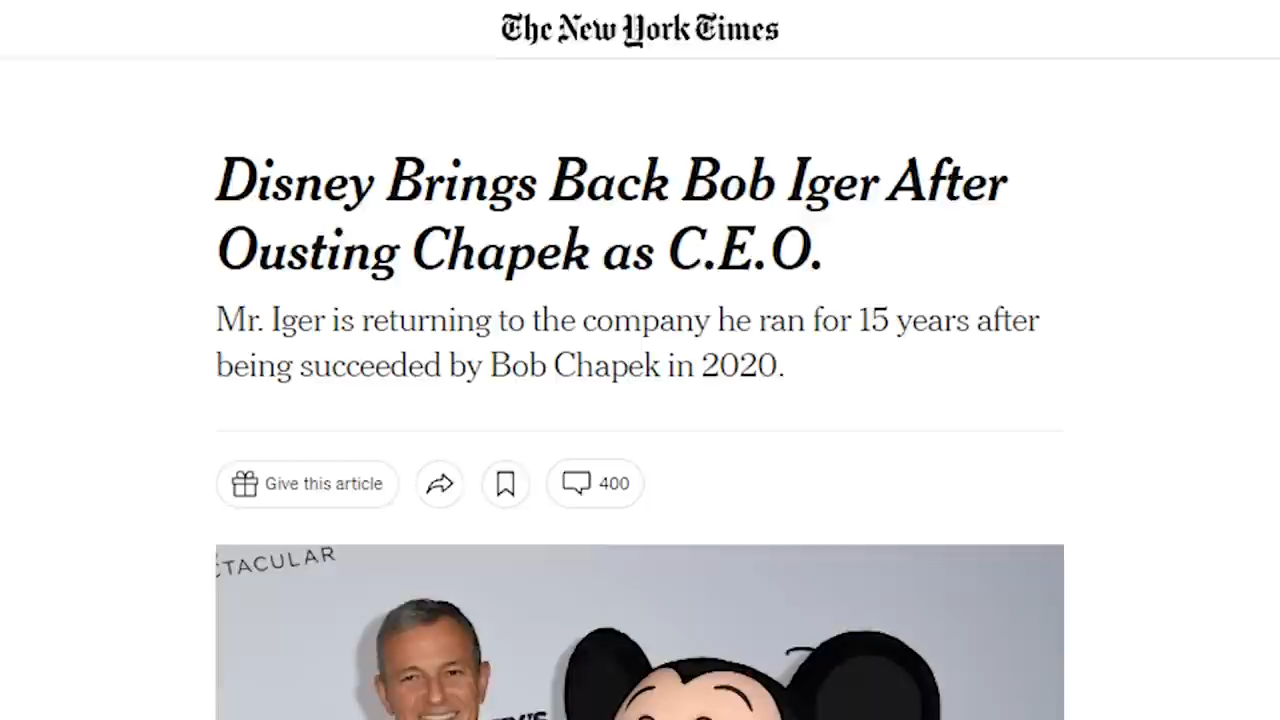 The New York Times
Disney Brings Back Bob Iger After
Ousting Chapek as C.E.O.
Mr. Iger is returning to the company he ran for 15 years after
being succeeded by Bob Chapek in 2020.
Give this article
400